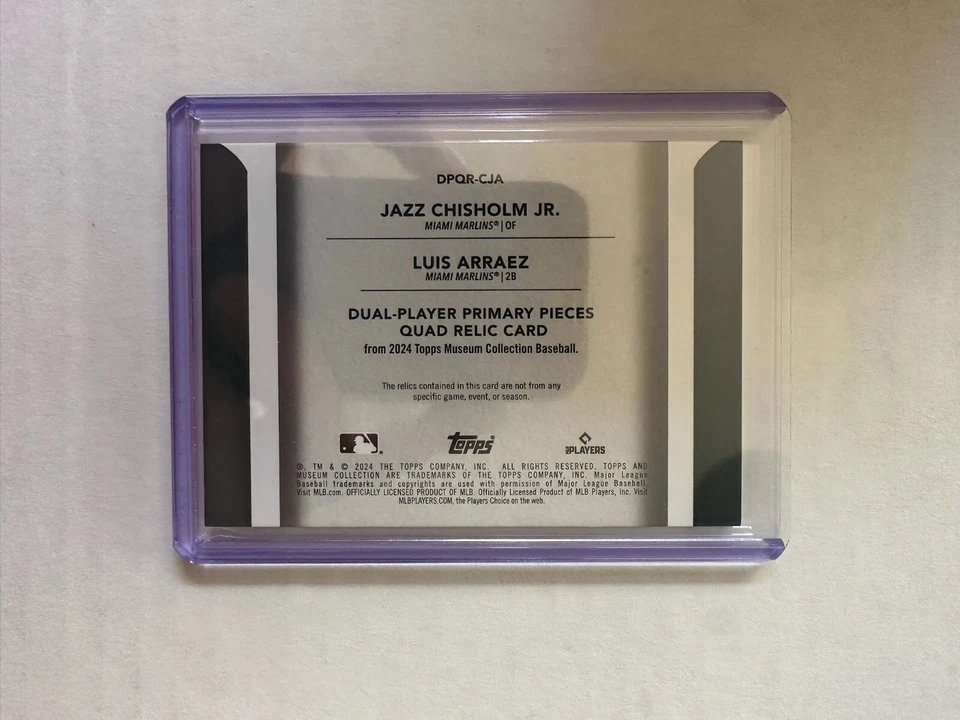 DPQR-CJA
JAZZ CHISHOLM JR.
MIAMI MARLINS® | OF
LUIS ARRAEZ
MIAMI MARLINS® | 2B
DUAL-PLAYER PRIMARY PIECES
QUAD RELIC CARD
from 2024 Topps Museum Collection Baseball.
The relics contained in this card are not from any
specific game, event, or season.
topps® PLAYERS
®, TM & © 2024 THE TOPPS COMPANY, INC. ALL RIGHTS RESERVED. TOPPS AND
MUSEUM COLLECTION ARE TRADEMARKS OF THE TOPPS COMPANY, INC. Major League
Baseball trademarks and copyrights are used with permission of Major League Baseball.
Visit MLB.com. OFFICIALLY LICENSED PRODUCT OF MLB. Officially Licensed Product of MLB Players, Inc. Visit
MLBPLAYERS.COM, the Players Choice on the web.